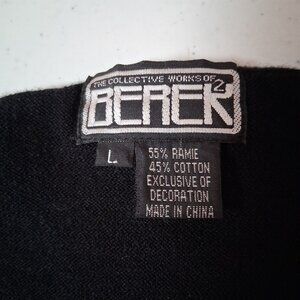 THE COLLECTIVE WORKS OF
BEREK 2
L
55% RAMIE
45% COTTON
EXCLUSIVE OF
DECORATION
MADE IN CHINA